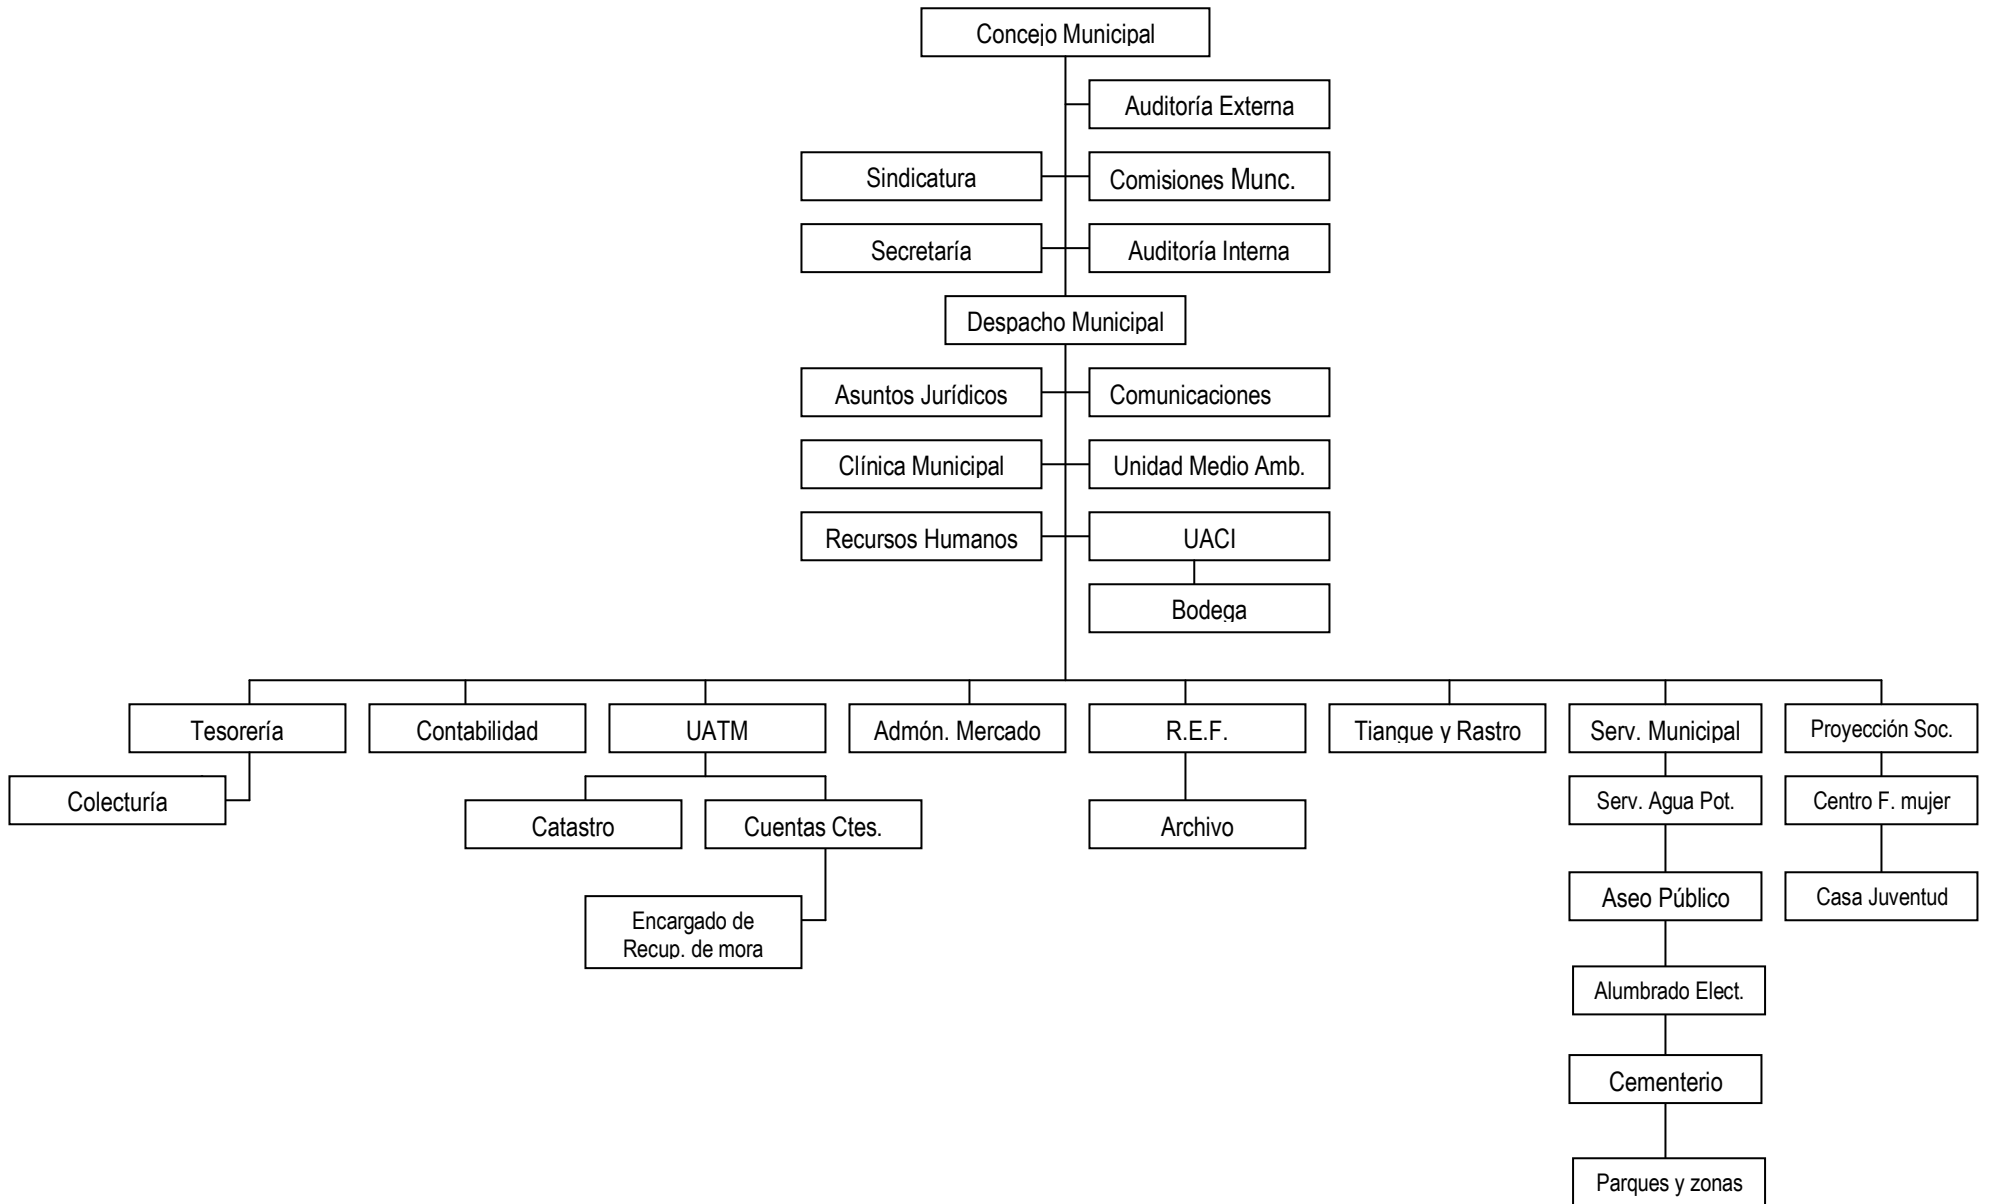 Concejo Municipal
Auditoría Externa
Sindicatura
Comisiones Munc.
Secretaría
Auditoría Interna
Despacho Municipal
Asuntos Jurídicos
Comunicaciones
Clínica Municipal
Unidad Medio Amb.
Recursos Humanos
UACI
Bodega
Tesorería
Contabilidad
UATM
Admón. Mercado
R.E.F.
Tiangue y Rastro
Serv. Municipal
Proyección Soc.
Colecturía
Catastro
Cuentas Ctes.
Archivo
Serv. Agua Pot.
Centro F. mujer
Encargado de
Recup. de mora
Aseo Público
Casa Juventud
Alumbrado Elect.
Cementerio
Parques y zonas